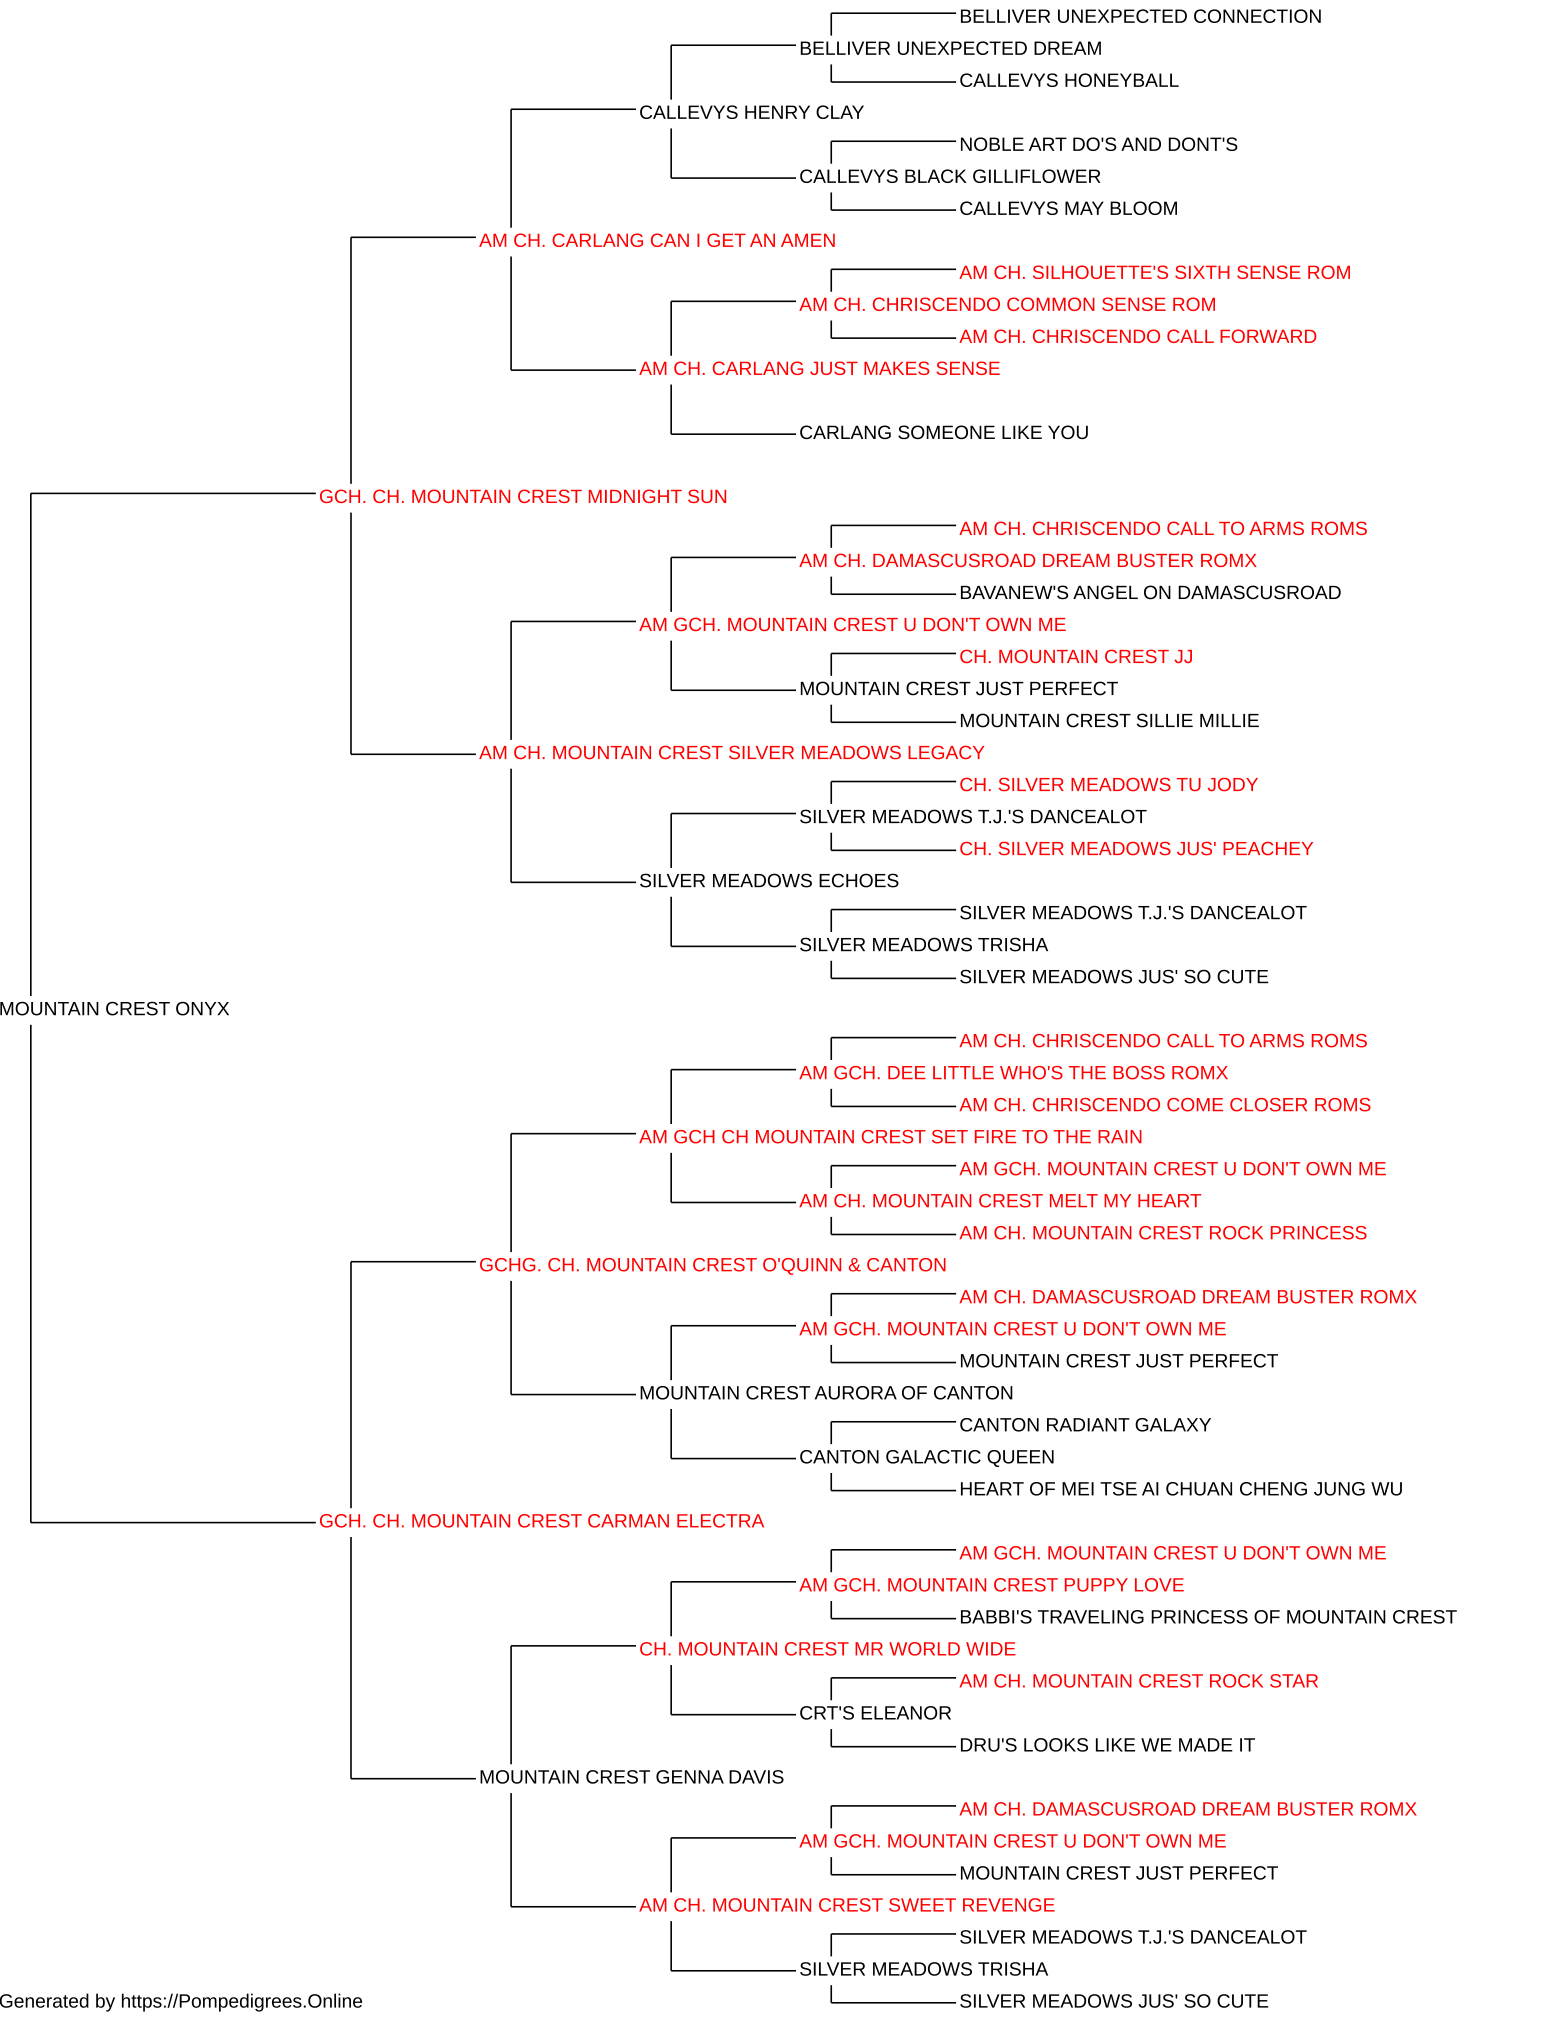 BELLIVER UNEXPECTED CONNECTION
BELLIVER UNEXPECTED DREAM
CALLEVYS HONEYBALL
CALLEVYS HENRY CLAY
NOBLE ART DO'S AND DONT'S
CALLEVYS BLACK GILLIFLOWER
CALLEVYS MAY BLOOM
AM CH. CARLANG CAN I GET AN AMEN
AM CH. SILHOUETTE'S SIXTH SENSE ROM
AM CH. CHRISCENDO COMMON SENSE ROM
AM CH. CHRISCENDO CALL FORWARD
AM CH. CARLANG JUST MAKES SENSE
CARLANG SOMEONE LIKE YOU
GCH. CH. MOUNTAIN CREST MIDNIGHT SUN
AM CH. CHRISCENDO CALL TO ARMS ROMS
AM CH. DAMASCUSROAD DREAM BUSTER ROMX
BAVANEW'S ANGEL ON DAMASCUSROAD
AM GCH. MOUNTAIN CREST U DON'T OWN ME
CH. MOUNTAIN CREST JJ
MOUNTAIN CREST JUST PERFECT
MOUNTAIN CREST SILLIE MILLIE
AM CH. MOUNTAIN CREST SILVER MEADOWS LEGACY
CH. SILVER MEADOWS TU JODY
SILVER MEADOWS T.J.'S DANCEALOT
CH. SILVER MEADOWS JUS' PEACHEY
SILVER MEADOWS ECHOES
SILVER MEADOWS T.J.'S DANCEALOT
SILVER MEADOWS TRISHA
SILVER MEADOWS JUS' SO CUTE
MOUNTAIN CREST ONYX
AM CH. CHRISCENDO CALL TO ARMS ROMS
AM GCH. DEE LITTLE WHO'S THE BOSS ROMX
AM CH. CHRISCENDO COME CLOSER ROMS
AM GCH CH MOUNTAIN CREST SET FIRE TO THE RAIN
AM GCH. MOUNTAIN CREST U DON'T OWN ME
AM CH. MOUNTAIN CREST MELT MY HEART
AM CH. MOUNTAIN CREST ROCK PRINCESS
GCHG. CH. MOUNTAIN CREST O'QUINN & CANTON
AM CH. DAMASCUSROAD DREAM BUSTER ROMX
AM GCH. MOUNTAIN CREST U DON'T OWN ME
MOUNTAIN CREST JUST PERFECT
MOUNTAIN CREST AURORA OF CANTON
CANTON RADIANT GALAXY
CANTON GALACTIC QUEEN
HEART OF MEI TSE AI CHUAN CHENG JUNG WU
GCH. CH. MOUNTAIN CREST CARMAN ELECTRA
AM GCH. MOUNTAIN CREST U DON'T OWN ME
AM GCH. MOUNTAIN CREST PUPPY LOVE
BABBI'S TRAVELING PRINCESS OF MOUNTAIN CREST
CH. MOUNTAIN CREST MR WORLD WIDE
AM CH. MOUNTAIN CREST ROCK STAR
CRT'S ELEANOR
DRU'S LOOKS LIKE WE MADE IT
MOUNTAIN CREST GENNA DAVIS
AM CH. DAMASCUSROAD DREAM BUSTER ROMX
AM GCH. MOUNTAIN CREST U DON'T OWN ME
MOUNTAIN CREST JUST PERFECT
AM CH. MOUNTAIN CREST SWEET REVENGE
SILVER MEADOWS T.J.'S DANCEALOT
SILVER MEADOWS TRISHA
SILVER MEADOWS JUS' SO CUTE
Generated by https://Pompedigrees.Online